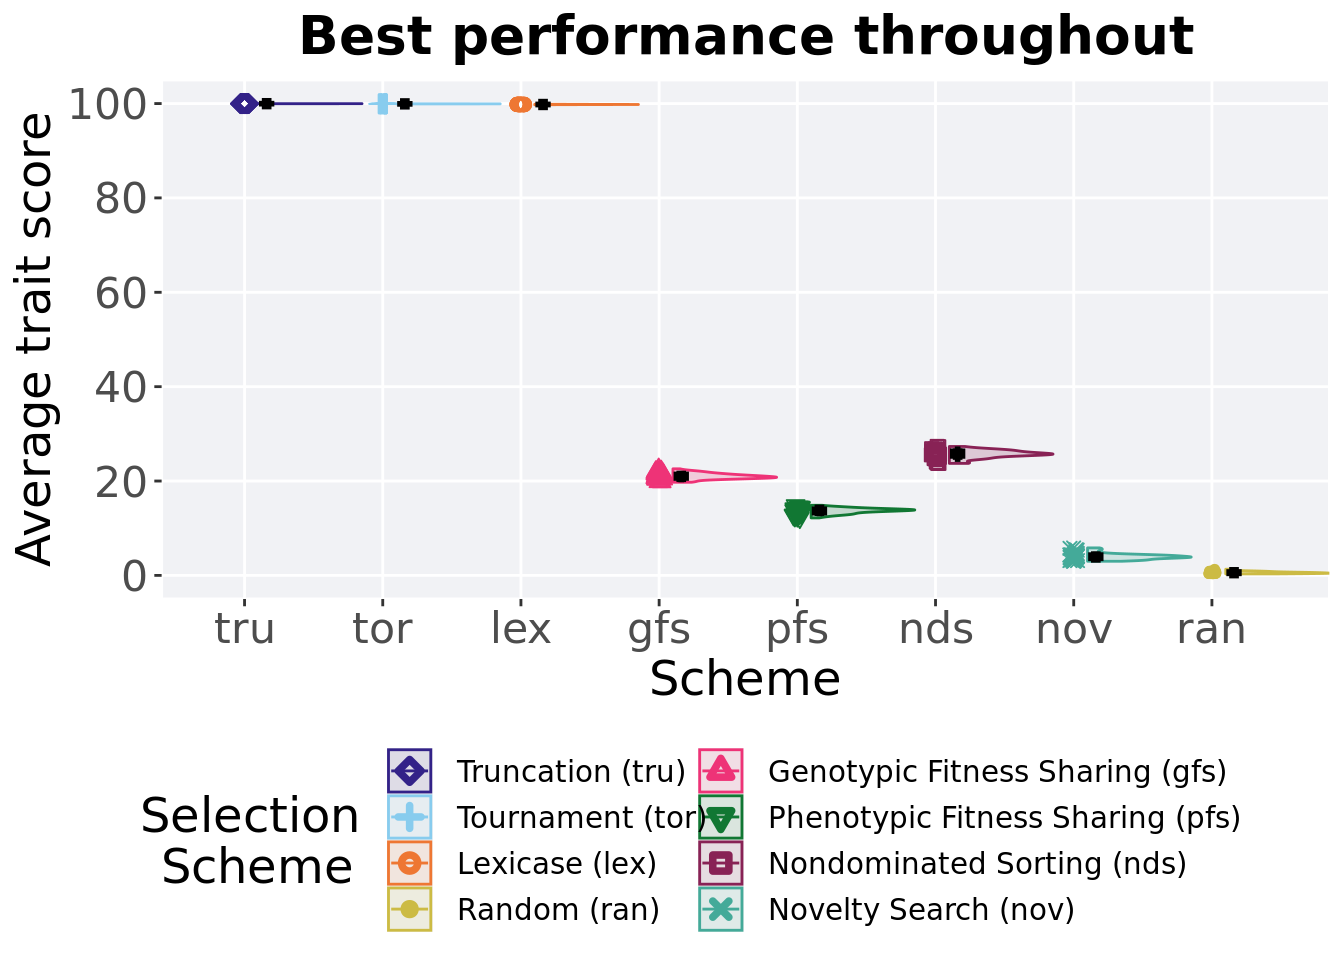 Best performance throughout
Average trait score
100
80
60
40
20
0
tru tor lex gfs pfs nds nov ran
Scheme
Selection
Scheme
Truncation (tru)
Tournament (tor)
Lexicase (lex)
Random (ran)
Genotypic Fitness Sharing (gfs)
Phenotypic Fitness Sharing (pfs)
Nondominated Sorting (nds)
Novelty Search (nov)